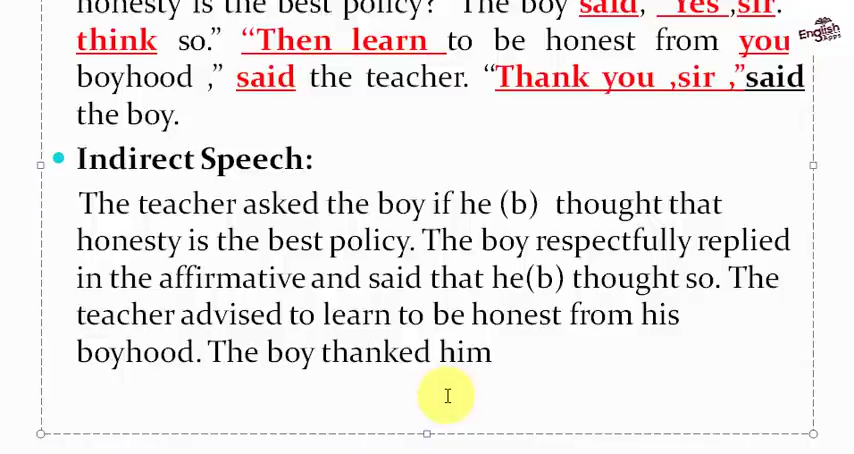 honesty is the best policy?" The boy said, "Yes ,sir.
think so." "Then learn to be honest from you
English
Apps
boyhood ," said the teacher. "Thank you ,sir ,"said
the boy.
• Indirect Speech:
The teacher asked the boy if he (b) thought that
honesty is the best policy. The boy respectfully replied
in the affirmative and said that he(b) thought so. The
teacher advised to learn to be honest from his
boyhood. The boy thanked him